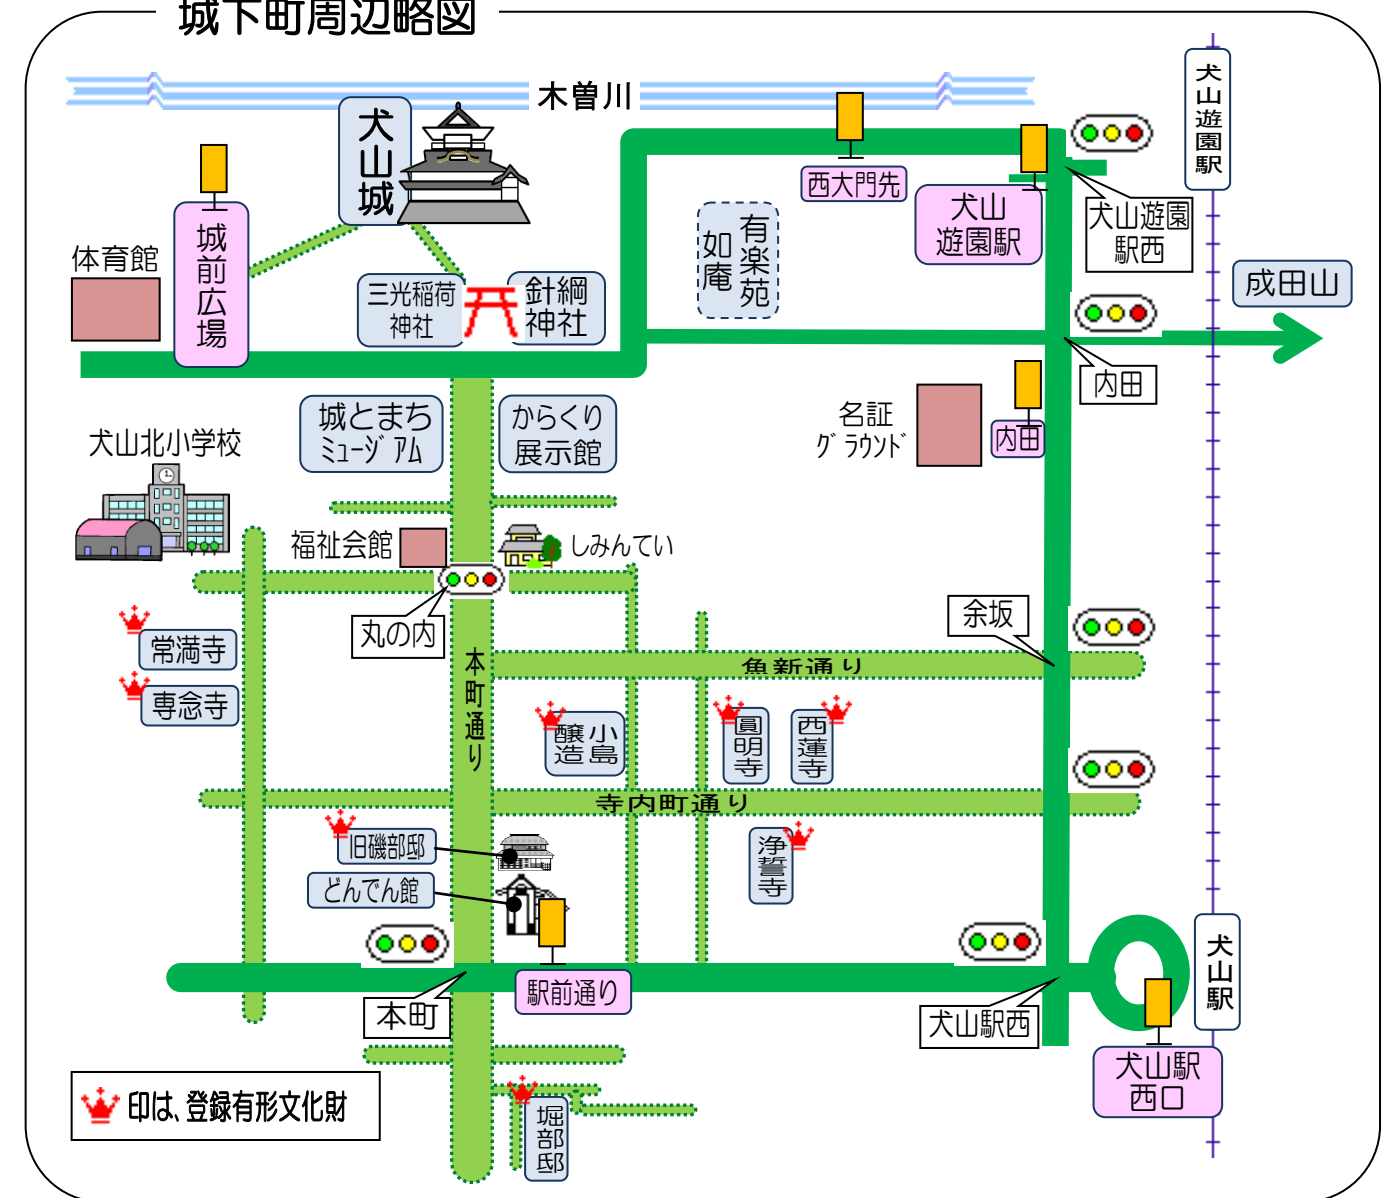 城下町周辺略図
木曽川
犬山城
犬山遊園駅
西大門先
犬山
遊園駅
犬山遊園
駅西
城前広場
体育館
三光稲荷
神社
針綱
神社
有楽苑
如庵
成田山
内田
城とまち
ミュージアム
からくり
展示館
名証
グラウンド
内田
犬山北小学校
福祉会館
しみんてい
丸の内
余坂
常満寺
専念寺
本町通り
魚新通り
小島
醸造
圓明寺
西蓮寺
寺内町通り
旧磯部邸
どんでん館
浄誓寺
本町
駅前通り
犬山駅西
犬山駅
犬山駅
西口
印は、登録有形文化財
堀部邸